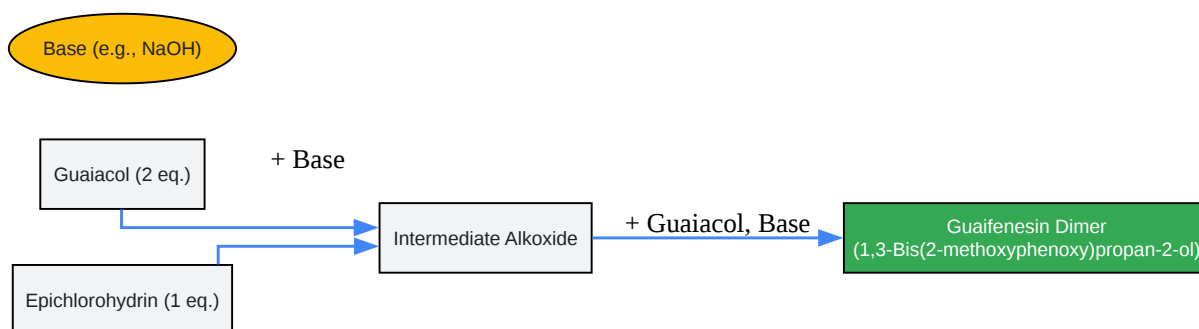 Base (e.g., NaOH)
Guaiacol (2 eq.)
+ Base
Epichlorohydrin (1 eq.)
Intermediate Alkoxide
+ Guaiacol, Base
Guaifenesin Dimer
(1,3-Bis(2-methoxyphenoxy)propan-2-ol)